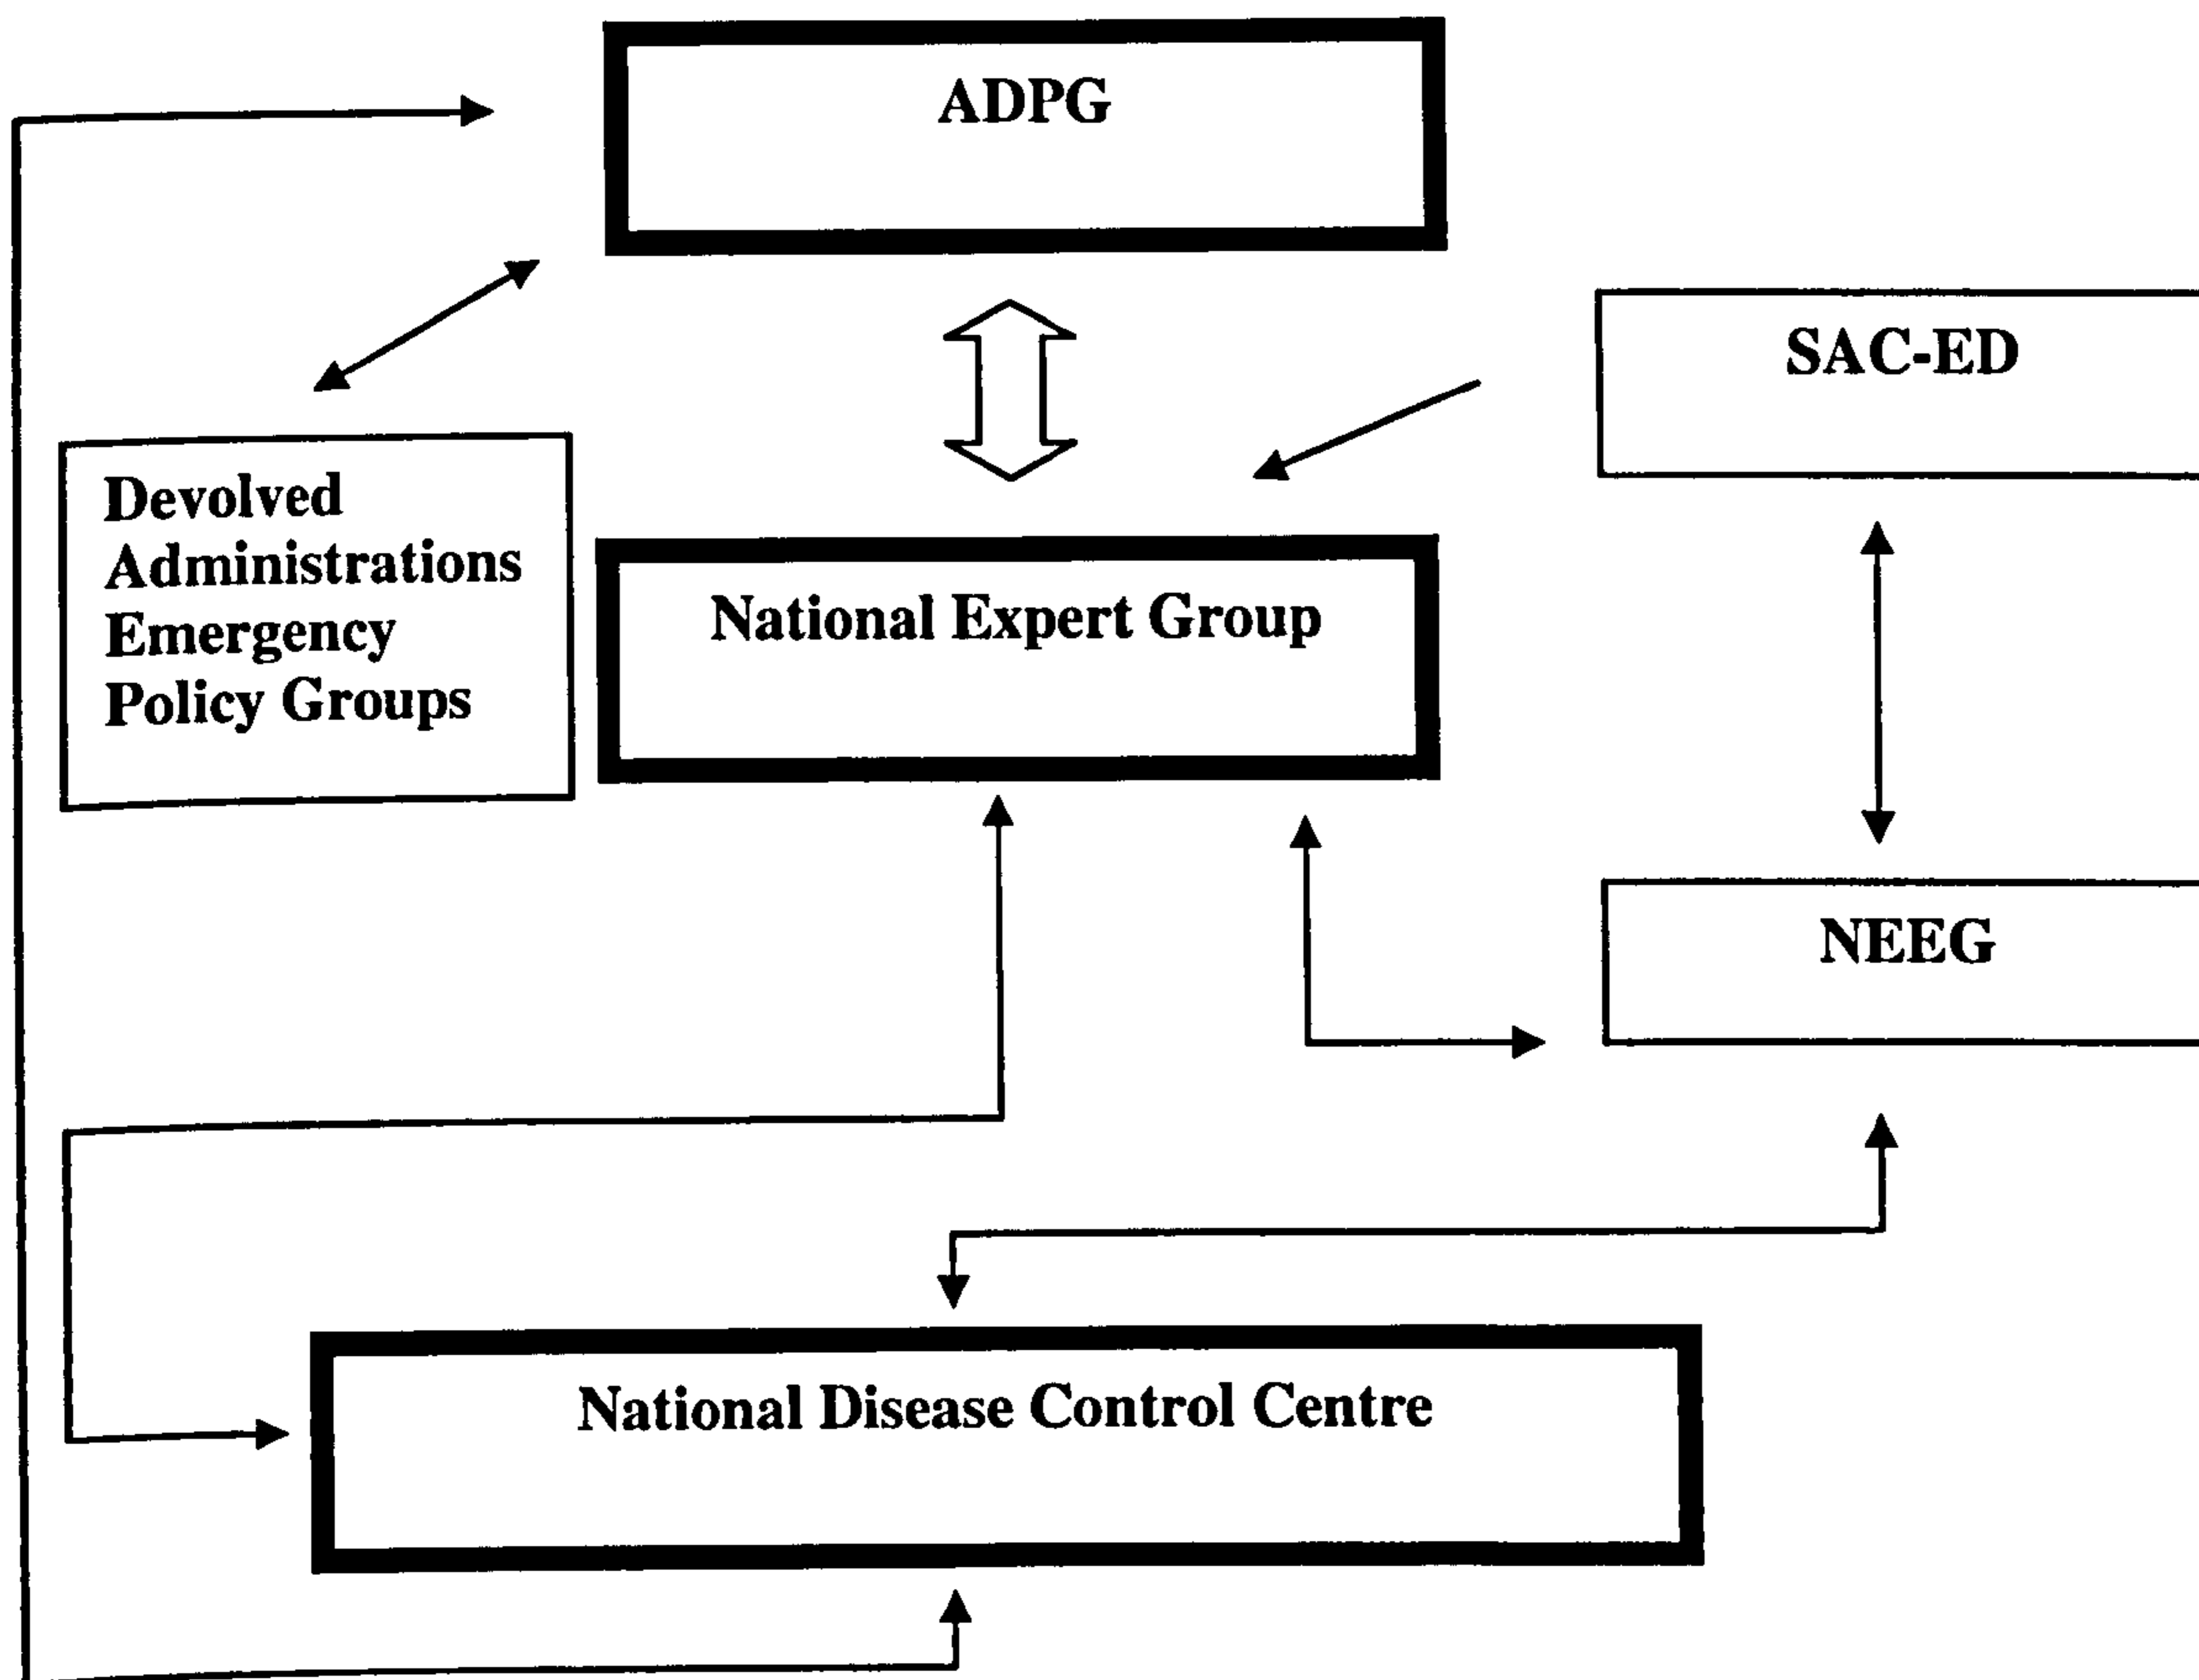 ADPG
SAC-ED
Devolved
Administrations
Emergency
Policy Groups
National Expert Group
NEEG
National Disease Control Centre